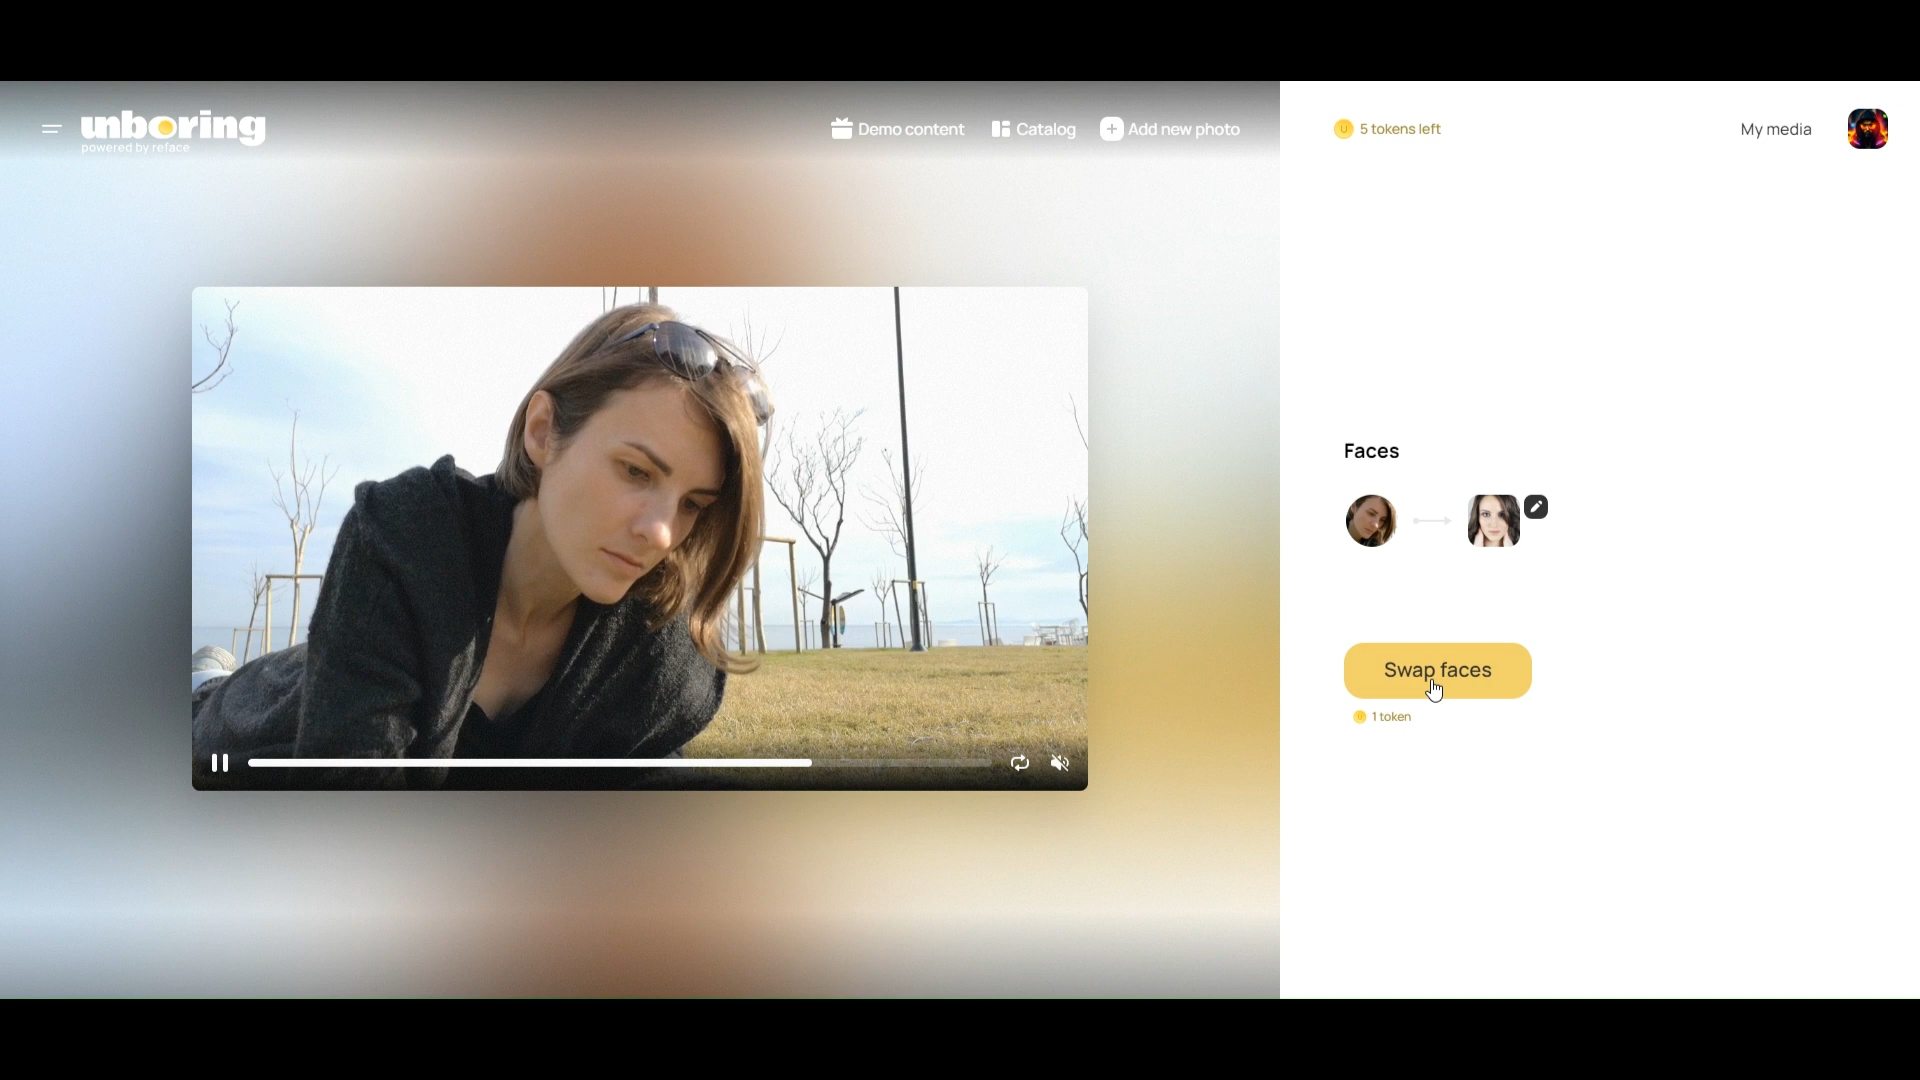 unboring
powered by reface
Demo content
Catalog
Add new photo
5 tokens left
My media
Faces
Swap faces
1 token